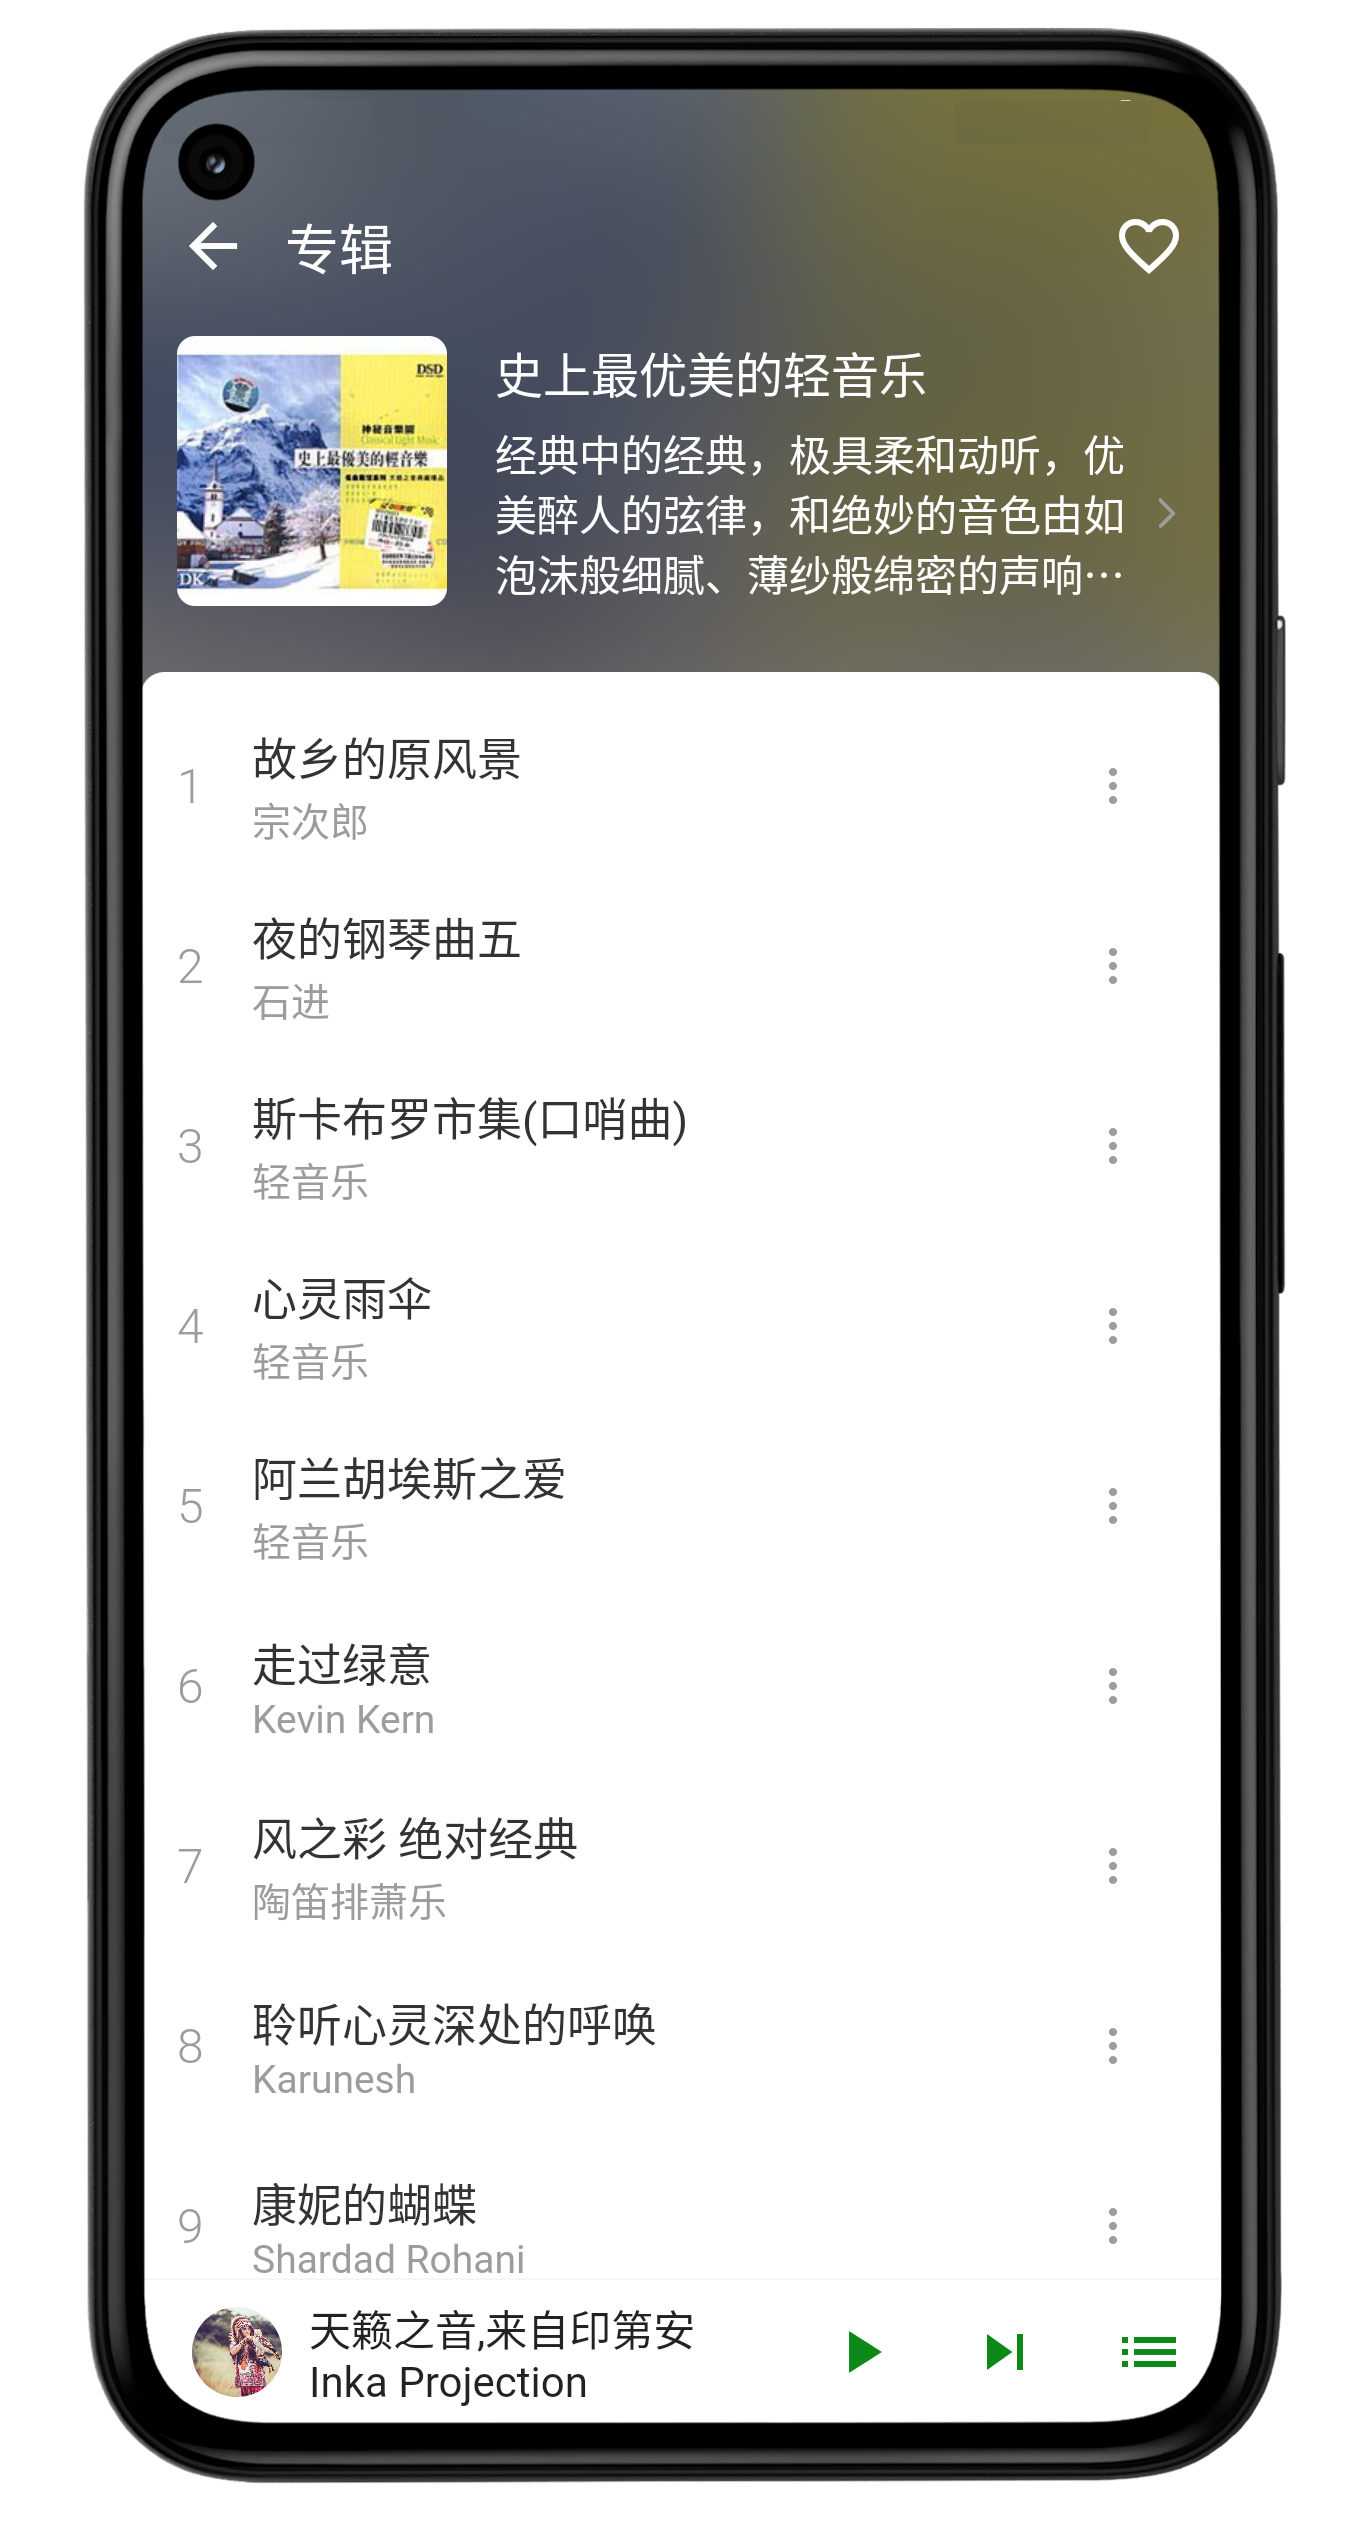 专辑
DSD
神秘音樂園
Classical Light Music
史上最優美的輕音樂
DK
史上最优美的轻音乐
经典中的经典，极具柔和动听，优
美醉人的弦律，和绝妙的音色由如
泡沫般细腻、薄纱般绵密的声响…
1
故乡的原风景
宗次郎
2
夜的钢琴曲五
石进
3
斯卡布罗市集(口哨曲)
轻音乐
4
心灵雨伞
轻音乐
5
阿兰胡埃斯之爱
轻音乐
6
走过绿意
Kevin Kern
7
风之彩 绝对经典
陶笛排萧乐
8
聆听心灵深处的呼唤
Karunesh
9
康妮的蝴蝶
Shardad Rohani
天籁之音,来自印第安
Inka Projection